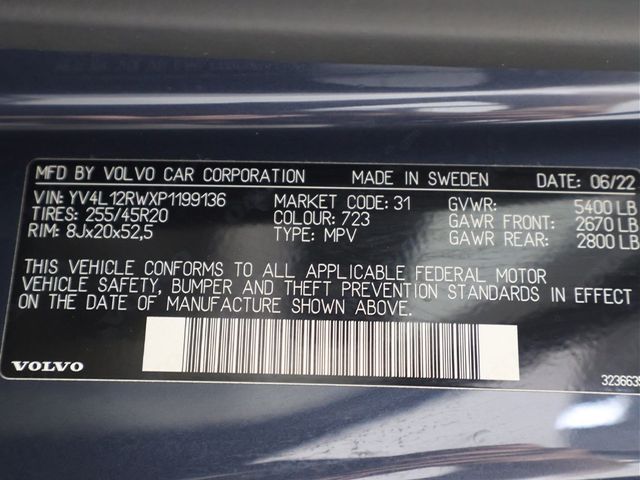 MFD BY VOLVO CAR CORPORATION MADE IN SWEDEN DATE: 06/22
VIN: YV4L12RWXP1199136 MARKET CODE: 31 GVWR: 5400 LB
TIRES: 255/45R20 COLOUR: 723 GAWR FRONT: 2670 LB
RIM: 8Jx20x52,5 TYPE: MPV GAWR REAR: 2800 LB
THIS VEHICLE CONFORMS TO ALL APPLICABLE FEDERAL MOTOR
VEHICLE SAFETY, BUMPER AND THEFT PREVENTION STANDARDS IN EFFECT
ON THE DATE OF MANUFACTURE SHOWN ABOVE.
VOLVO